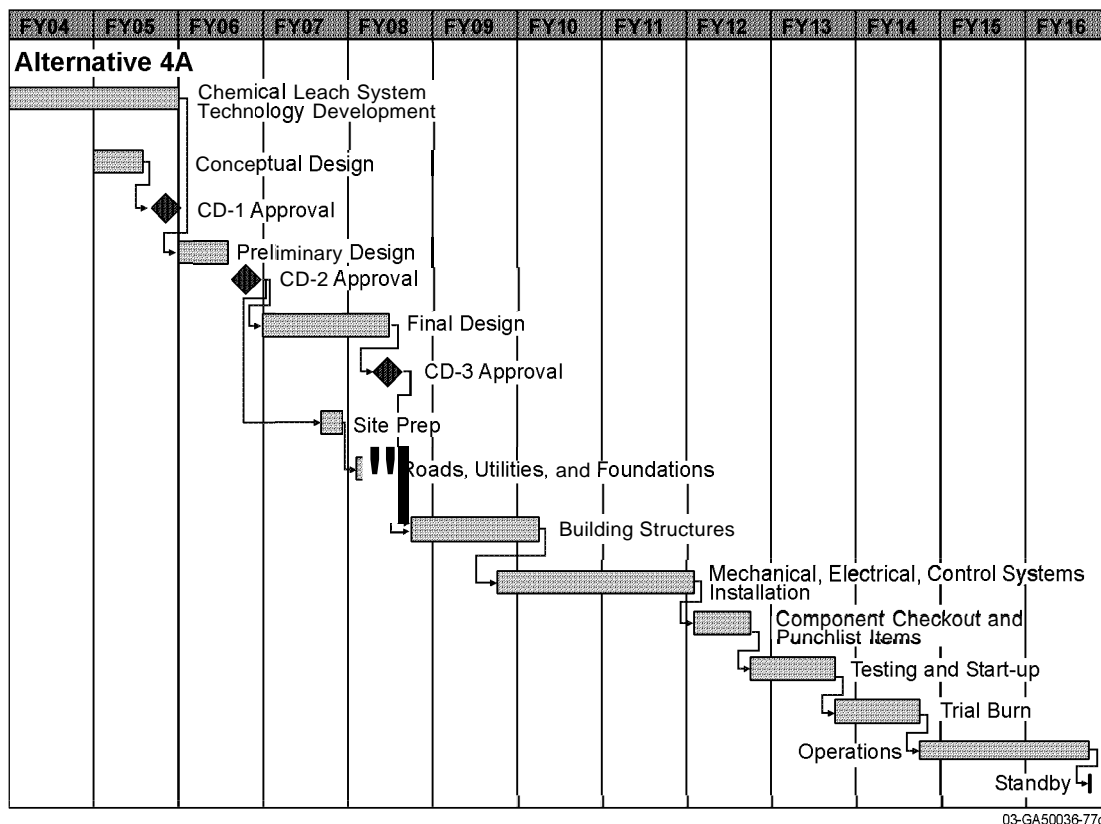 FY04 FY05 FY06 FY07 FY08 FY09 FY10 FY11 FY12 FY13 FY14 FY15 FY16
Alternative 4A
Chemical Leach System
Technology Development
Conceptual Design
CD-1 Approval
Preliminary Design
CD-2 Approval
Final Design
CD-3 Approval
Site Prep
Roads, Utilities, and Foundations
Building Structures
Mechanical, Electrical, Control Systems
Installation
Component Checkout and
Punchlist Items
Testing and Start-up
Trial Burn
Operations
Standby